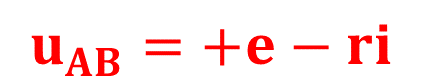 u_AB = +e − ri